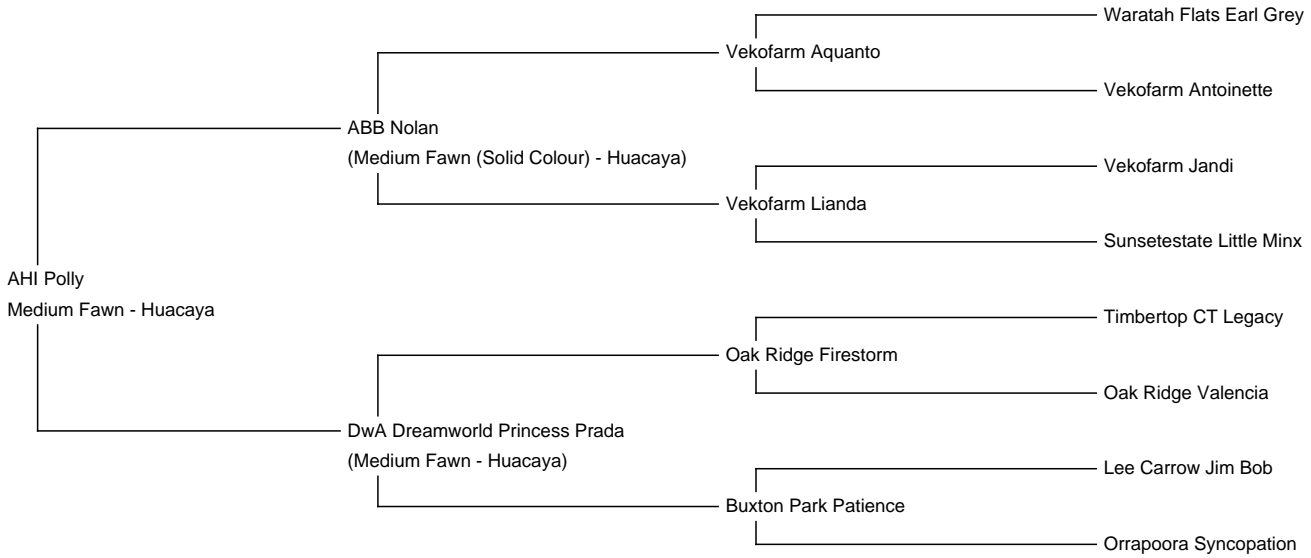 Waratah Flats Earl Grey
Vekofarm Aquanto
Vekofarm Antoinette
ABB Nolan
(Medium Fawn (Solid Colour) - Huacaya)
Vekofarm Jandi
Vekofarm Lianda
Sunsetestate Little Minx
AHI Polly
Medium Fawn - Huacaya
Timbertop CT Legacy
Oak Ridge Firestorm
Oak Ridge Valencia
DwA Dreamworld Princess Prada
(Medium Fawn - Huacaya)
Lee Carrow Jim Bob
Buxton Park Patience
Orrapoora Syncopation